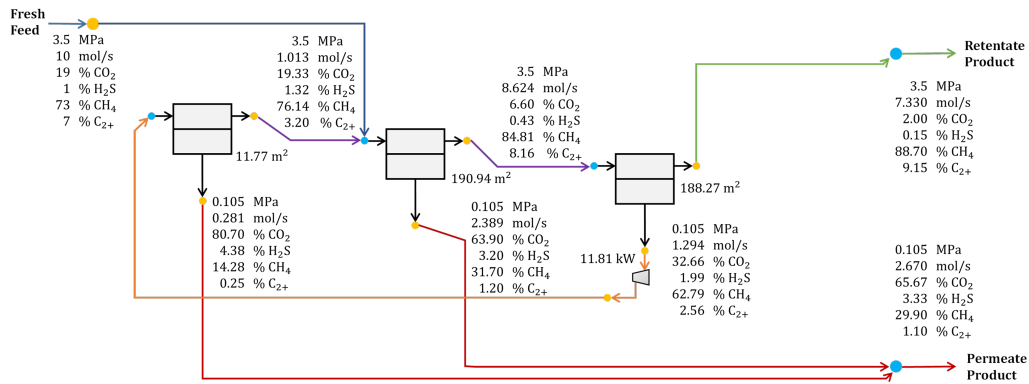 Fresh
Feed
3.5 MPa
10 mol/s
19 % CO₂
1 % H₂S
73 % CH₄
7 % C₂₊
3.5 MPa
1.013 mol/s
19.33 % CO₂
1.32 % H₂S
76.14 % CH₄
3.20 % C₂₊
11.77 m²
0.105 MPa
0.281 mol/s
80.70 % CO₂
4.38 % H₂S
14.28 % CH₄
0.25 % C₂₊
190.94 m²
3.5 MPa
8.624 mol/s
6.60 % CO₂
0.43 % H₂S
84.81 % CH₄
8.16 % C₂₊
0.105 MPa
2.389 mol/s
63.90 % CO₂
3.20 % H₂S
31.70 % CH₄
1.20 % C₂₊
188.27 m²
11.81 kW
0.105 MPa
1.294 mol/s
32.66 % CO₂
1.99 % H₂S
62.79 % CH₄
2.56 % C₂₊
Retentate
Product
3.5 MPa
7.330 mol/s
2.00 % CO₂
0.15 % H₂S
88.70 % CH₄
9.15 % C₂₊
0.105 MPa
2.670 mol/s
65.67 % CO₂
3.33 % H₂S
29.90 % CH₄
1.10 % C₂₊
Permeate
Product